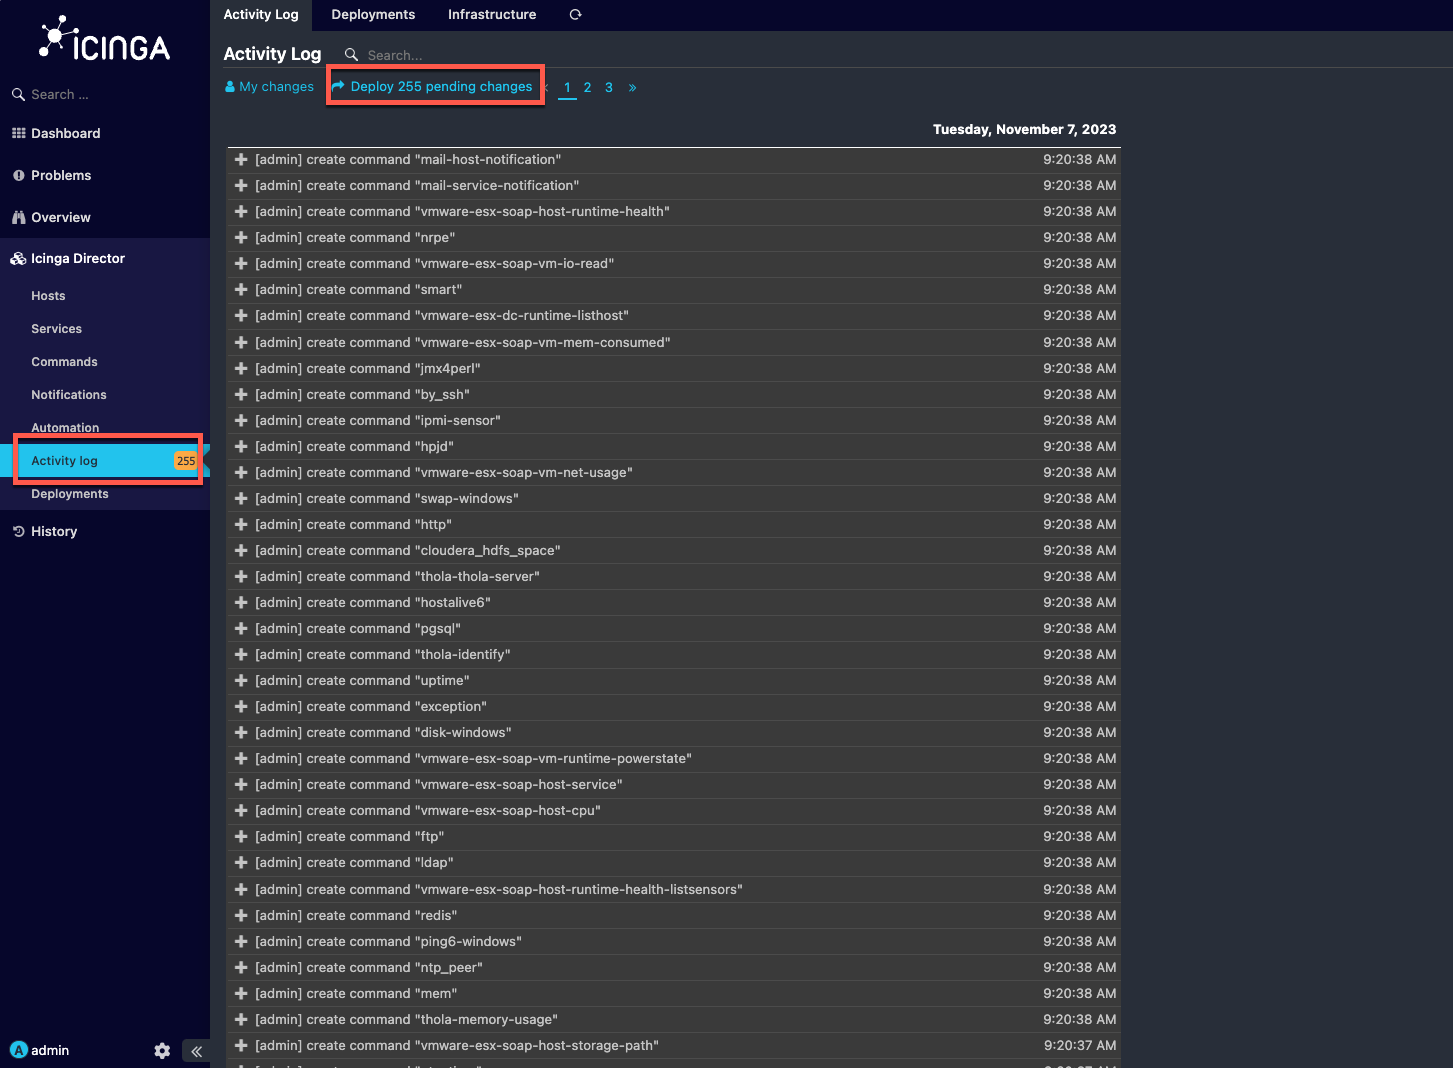 ICINGA
Search ...
Dashboard
Problems
Overview
Icinga Director
Hosts
Services
Commands
Notifications
Automation
Activity log 255
Deployments
History
admin
Activity Log Deployments Infrastructure
Activity Log Search...
My changes Deploy 255 pending changes 1 2 3 »
Tuesday, November 7, 2023
[admin] create command "mail-host-notification" 9:20:38 AM
[admin] create command "mail-service-notification" 9:20:38 AM
[admin] create command "vmware-esx-soap-host-runtime-health" 9:20:38 AM
[admin] create command "nrpe" 9:20:38 AM
[admin] create command "vmware-esx-soap-vm-io-read" 9:20:38 AM
[admin] create command "smart" 9:20:38 AM
[admin] create command "vmware-esx-dc-runtime-listhost" 9:20:38 AM
[admin] create command "vmware-esx-soap-vm-mem-consumed" 9:20:38 AM
[admin] create command "jmx4perl" 9:20:38 AM
[admin] create command "by_ssh" 9:20:38 AM
[admin] create command "ipmi-sensor" 9:20:38 AM
[admin] create command "hpjd" 9:20:38 AM
[admin] create command "vmware-esx-soap-vm-net-usage" 9:20:38 AM
[admin] create command "swap-windows" 9:20:38 AM
[admin] create command "http" 9:20:38 AM
[admin] create command "cloudera_hdfs_space" 9:20:38 AM
[admin] create command "thola-thola-server" 9:20:38 AM
[admin] create command "hostalive6" 9:20:38 AM
[admin] create command "pgsql" 9:20:38 AM
[admin] create command "thola-identify" 9:20:38 AM
[admin] create command "uptime" 9:20:38 AM
[admin] create command "exception" 9:20:38 AM
[admin] create command "disk-windows" 9:20:38 AM
[admin] create command "vmware-esx-soap-vm-runtime-powerstate" 9:20:38 AM
[admin] create command "vmware-esx-soap-host-service" 9:20:38 AM
[admin] create command "vmware-esx-soap-host-cpu" 9:20:38 AM
[admin] create command "ftp" 9:20:38 AM
[admin] create command "ldap" 9:20:38 AM
[admin] create command "vmware-esx-soap-host-runtime-health-listsensors" 9:20:38 AM
[admin] create command "redis" 9:20:38 AM
[admin] create command "ping6-windows" 9:20:38 AM
[admin] create command "ntp_peer" 9:20:38 AM
[admin] create command "mem" 9:20:38 AM
[admin] create command "thola-memory-usage" 9:20:38 AM
[admin] create command "vmware-esx-soap-host-storage-path" 9:20:37 AM